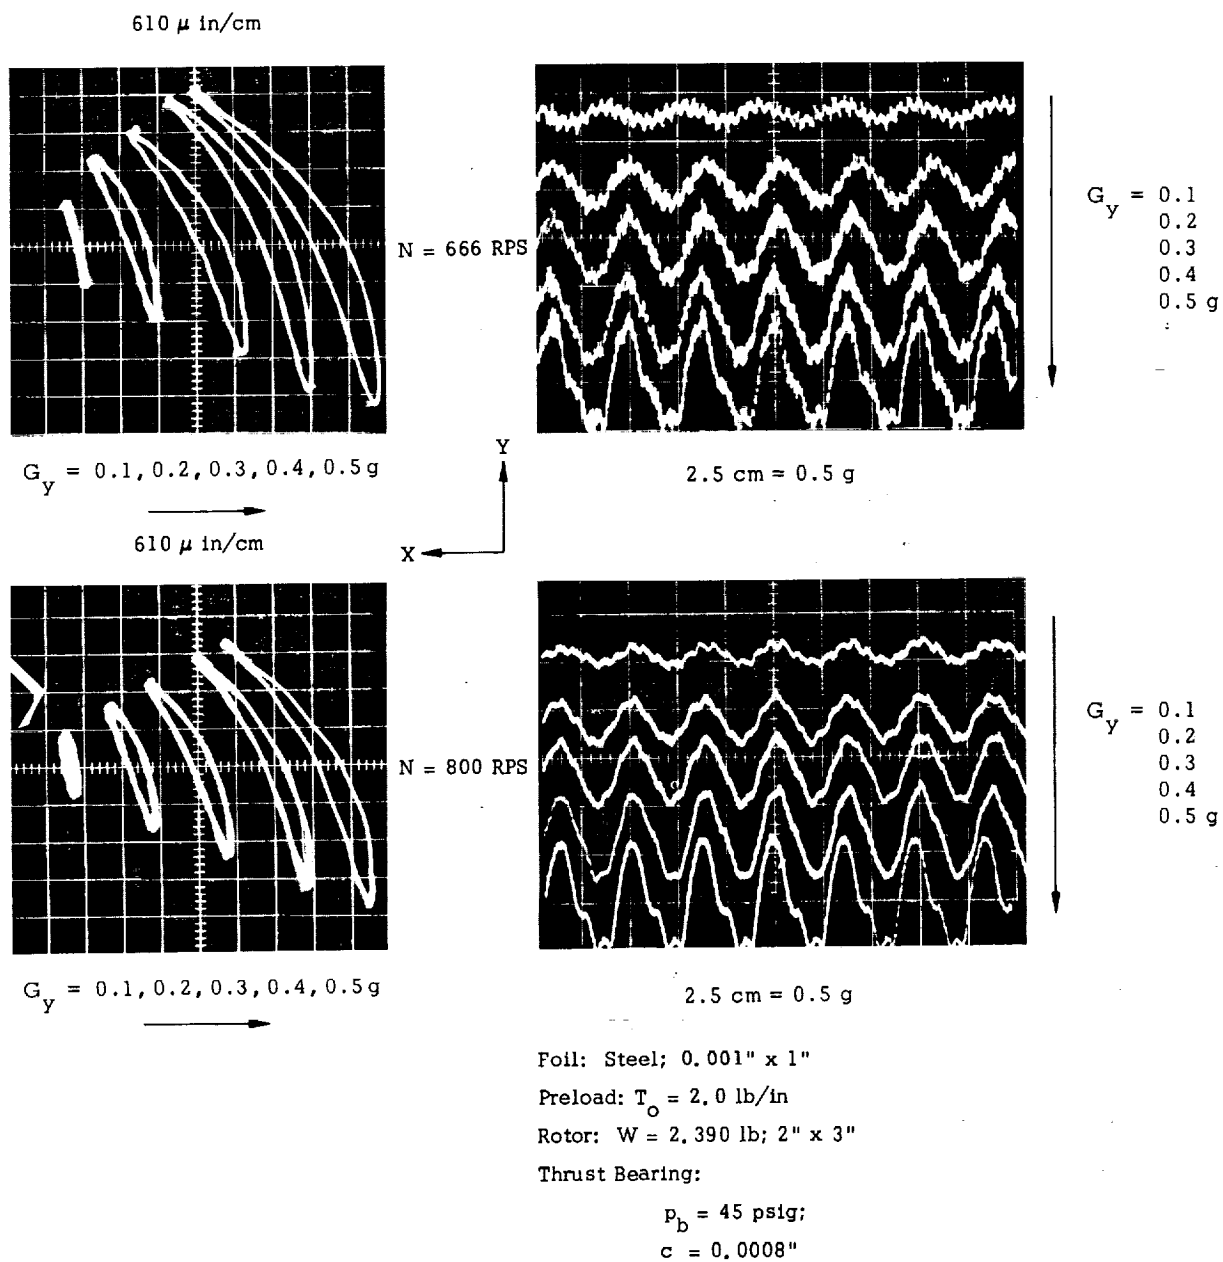 610 μ in/cm
N = 666 RPS
G_y = 0.1
0.2
0.3
0.4
0.5 g
G_y = 0.1, 0.2, 0.3, 0.4, 0.5 g
Y
X
2.5 cm = 0.5 g
610 μ in/cm
N = 800 RPS
G_y = 0.1
0.2
0.3
0.4
0.5 g
G_y = 0.1, 0.2, 0.3, 0.4, 0.5 g
2.5 cm = 0.5 g
Foil: Steel; 0.001" x 1"
Preload: T_o = 2.0 lb/in
Rotor: W = 2.390 lb; 2" x 3"
Thrust Bearing:
p_b = 45 psig;
c = 0.0008"